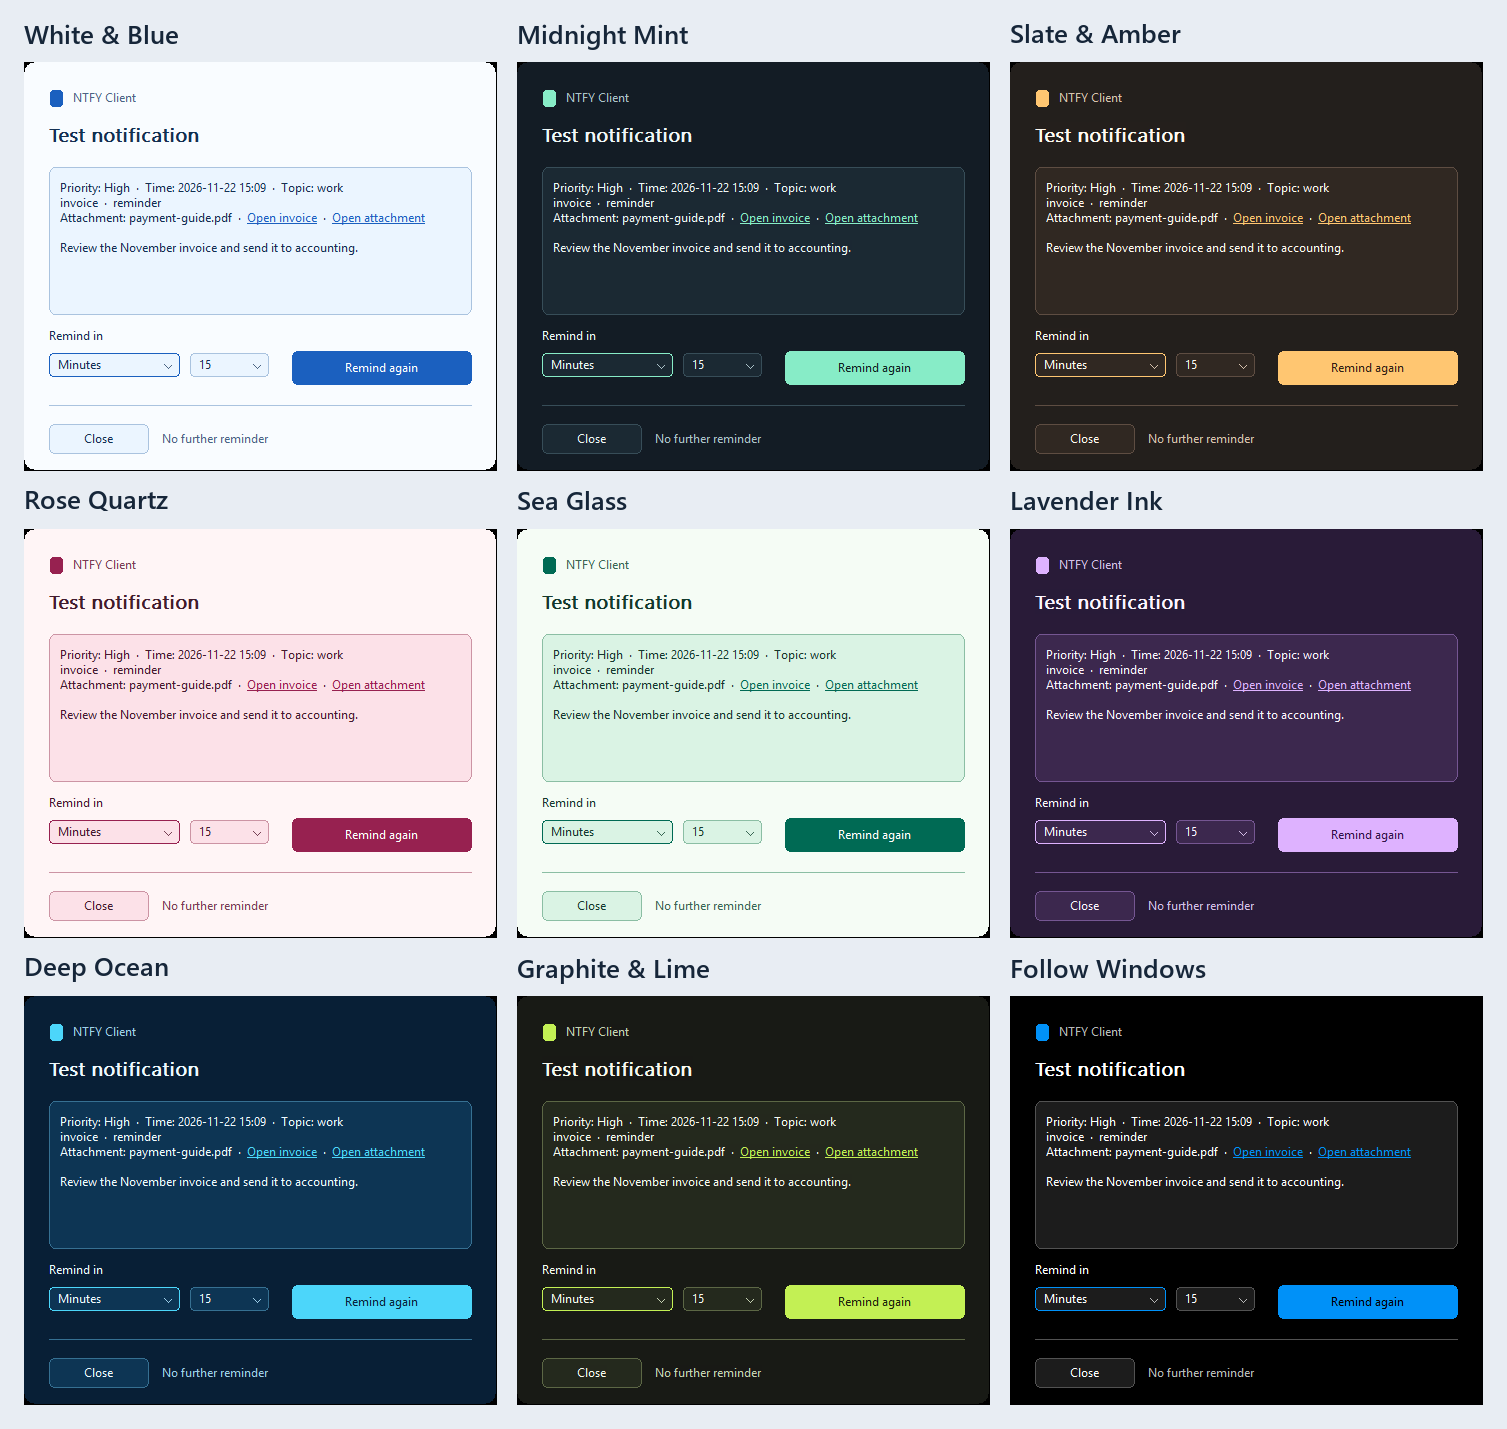 White & Blue
NTFY Client
Test notification
Priority: High · Time: 2026-11-22 15:09 · Topic: work
invoice · reminder
Attachment: payment-guide.pdf · Open invoice · Open attachment
Review the November invoice and send it to accounting.
Remind in
Minutes 15 Remind again
Close No further reminder
Midnight Mint
NTFY Client
Test notification
Priority: High · Time: 2026-11-22 15:09 · Topic: work
invoice · reminder
Attachment: payment-guide.pdf · Open invoice · Open attachment
Review the November invoice and send it to accounting.
Remind in
Minutes 15 Remind again
Close No further reminder
Slate & Amber
NTFY Client
Test notification
Priority: High · Time: 2026-11-22 15:09 · Topic: work
invoice · reminder
Attachment: payment-guide.pdf · Open invoice · Open attachment
Review the November invoice and send it to accounting.
Remind in
Minutes 15 Remind again
Close No further reminder
Rose Quartz
NTFY Client
Test notification
Priority: High · Time: 2026-11-22 15:09 · Topic: work
invoice · reminder
Attachment: payment-guide.pdf · Open invoice · Open attachment
Review the November invoice and send it to accounting.
Remind in
Minutes 15 Remind again
Close No further reminder
Sea Glass
NTFY Client
Test notification
Priority: High · Time: 2026-11-22 15:09 · Topic: work
invoice · reminder
Attachment: payment-guide.pdf · Open invoice · Open attachment
Review the November invoice and send it to accounting.
Remind in
Minutes 15 Remind again
Close No further reminder
Lavender Ink
NTFY Client
Test notification
Priority: High · Time: 2026-11-22 15:09 · Topic: work
invoice · reminder
Attachment: payment-guide.pdf · Open invoice · Open attachment
Review the November invoice and send it to accounting.
Remind in
Minutes 15 Remind again
Close No further reminder
Deep Ocean
NTFY Client
Test notification
Priority: High · Time: 2026-11-22 15:09 · Topic: work
invoice · reminder
Attachment: payment-guide.pdf · Open invoice · Open attachment
Review the November invoice and send it to accounting.
Remind in
Minutes 15 Remind again
Close No further reminder
Graphite & Lime
NTFY Client
Test notification
Priority: High · Time: 2026-11-22 15:09 · Topic: work
invoice · reminder
Attachment: payment-guide.pdf · Open invoice · Open attachment
Review the November invoice and send it to accounting.
Remind in
Minutes 15 Remind again
Close No further reminder
Follow Windows
NTFY Client
Test notification
Priority: High · Time: 2026-11-22 15:09 · Topic: work
invoice · reminder
Attachment: payment-guide.pdf · Open invoice · Open attachment
Review the November invoice and send it to accounting.
Remind in
Minutes 15 Remind again
Close No further reminder